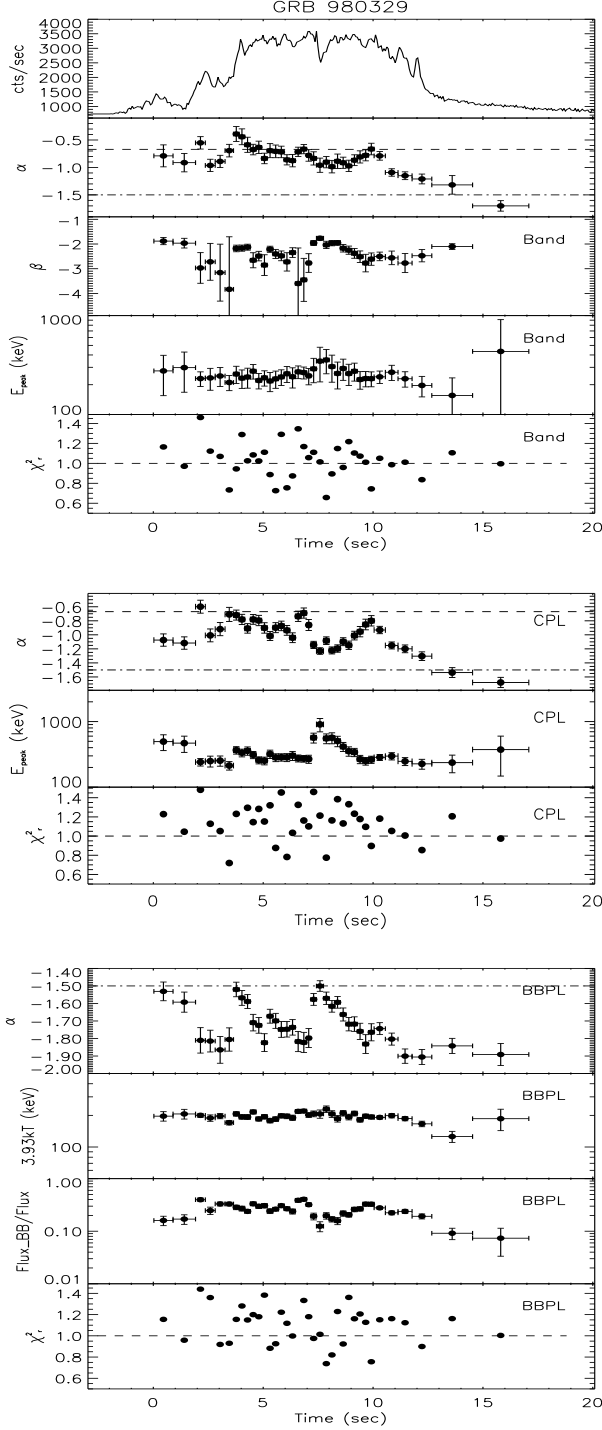 GRB 980329
4000
3500
3000
2500
2000
1500
1000
cts/sec
−0.5
−1.0
−1.5
α
−1
−2
−3
−4
β
Band
1000
100
E_peak (keV)
Band
1.4
1.2
1.0
0.8
0.6
χ²_r
Band
0 5 10 15 20
Time (sec)
−0.6
−0.8
−1.0
−1.2
−1.4
−1.6
α
CPL
1000
100
E_peak (keV)
CPL
1.4
1.2
1.0
0.8
0.6
χ²_r
CPL
0 5 10 15 20
Time (sec)
−1.40
−1.50
−1.60
−1.70
−1.80
−1.90
−2.00
α
BBPL
100
3.93kT (keV)
BBPL
1.00
0.10
0.01
Flux_BB/Flux
BBPL
1.4
1.2
1.0
0.8
0.6
χ²_r
BBPL
0 5 10 15 20
Time (sec)